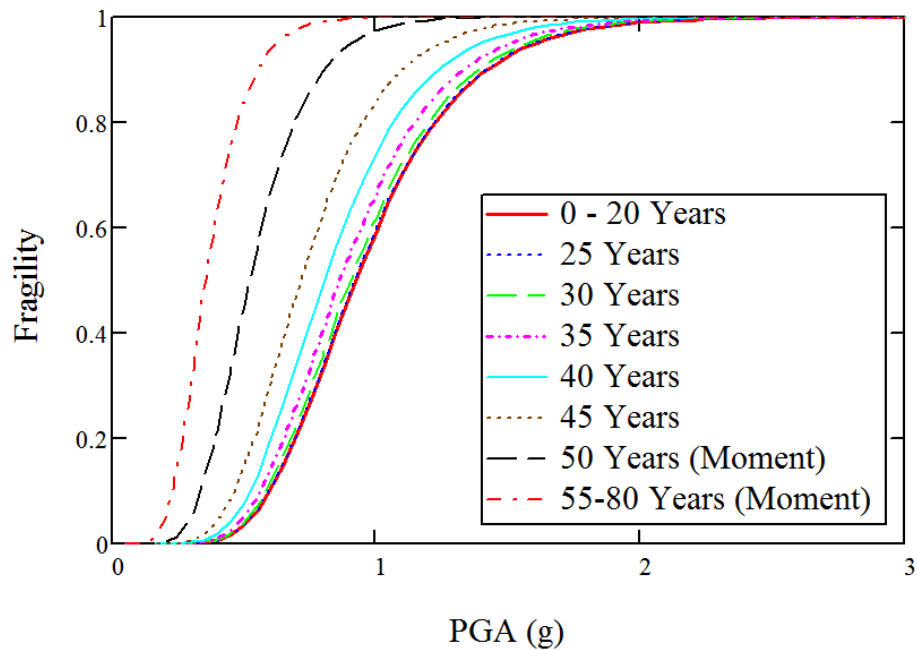 1
0.8
0.6
0.4
0.2
0
Fragility
0 - 20 Years
25 Years
30 Years
35 Years
40 Years
45 Years
50 Years (Moment)
55-80 Years (Moment)
0
1
2
3
PGA (g)